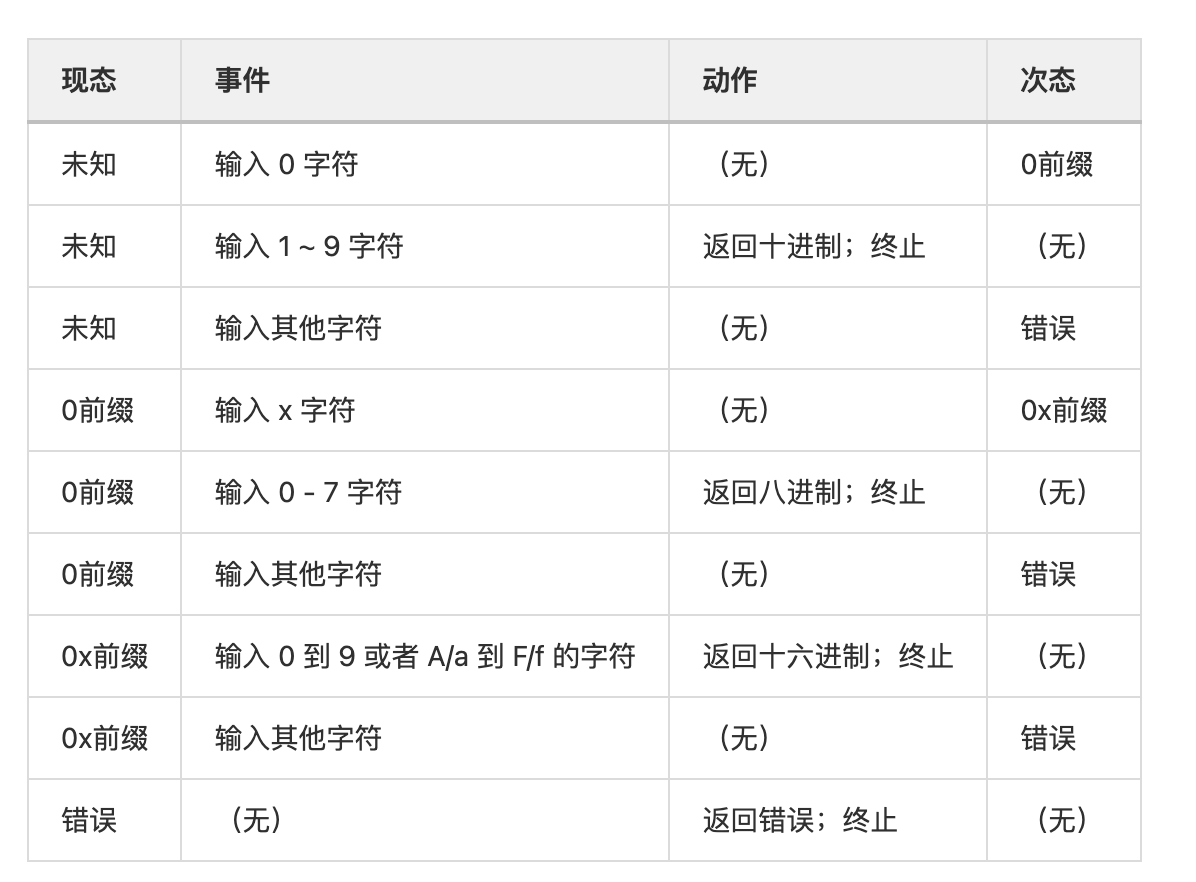 现态 事件 动作 次态
未知 输入 0 字符 （无） 0前缀
未知 输入 1 ~ 9 字符 返回十进制；终止 （无）
未知 输入其他字符 （无） 错误
0前缀 输入 x 字符 （无） 0x前缀
0前缀 输入 0 - 7 字符 返回八进制；终止 （无）
0前缀 输入其他字符 （无） 错误
0x前缀 输入 0 到 9 或者 A/a 到 F/f 的字符 返回十六进制；终止 （无）
0x前缀 输入其他字符 （无） 错误
错误 （无） 返回错误；终止 （无）